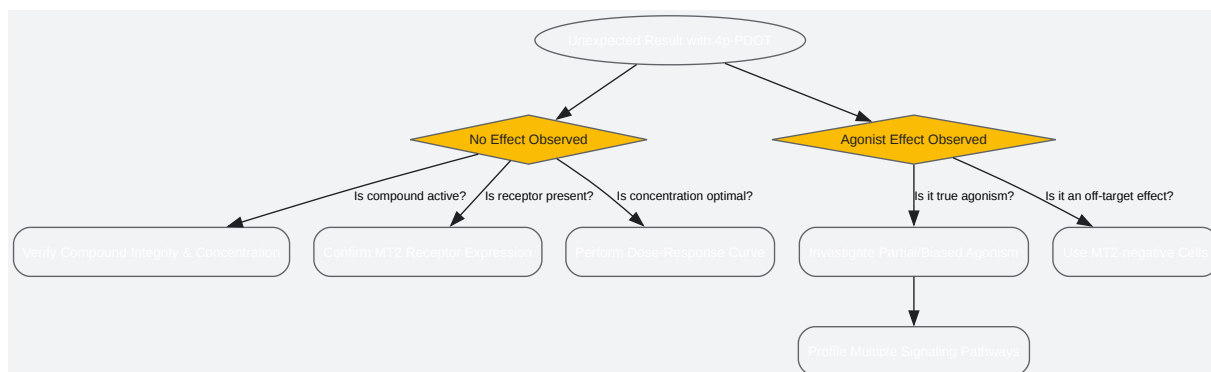 Unexpected Result with 4p-PDOT
No Effect Observed
Agonist Effect Observed
Is compound active?
Is receptor present?
Is concentration optimal?
Is it true agonism?
Is it an off-target effect?
Verify Compound Integrity & Concentration
Confirm MT2 Receptor Expression
Perform Dose-Response Curve
Investigate Partial/Biased Agonism
Use MT2-negative Cells
Profile Multiple Signaling Pathways